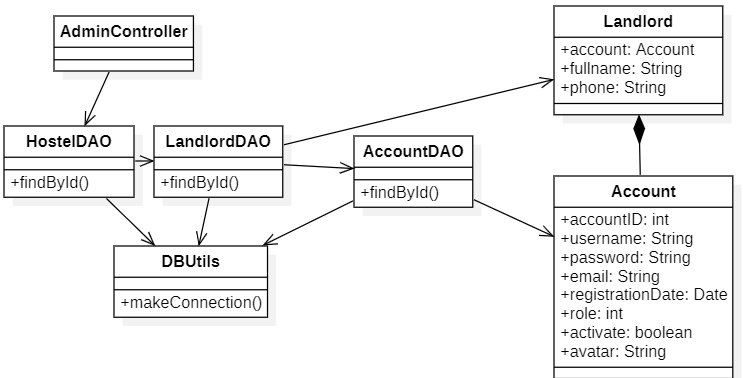 AdminController
HostelDAO
+findById()
LandlordDAO
+findById()
AccountDAO
+findById()
DBUtils
+makeConnection()
Landlord
+account: Account
+fullname: String
+phone: String
Account
+accountID: int
+username: String
+password: String
+email: String
+registrationDate: Date
+role: int
+activate: boolean
+avatar: String